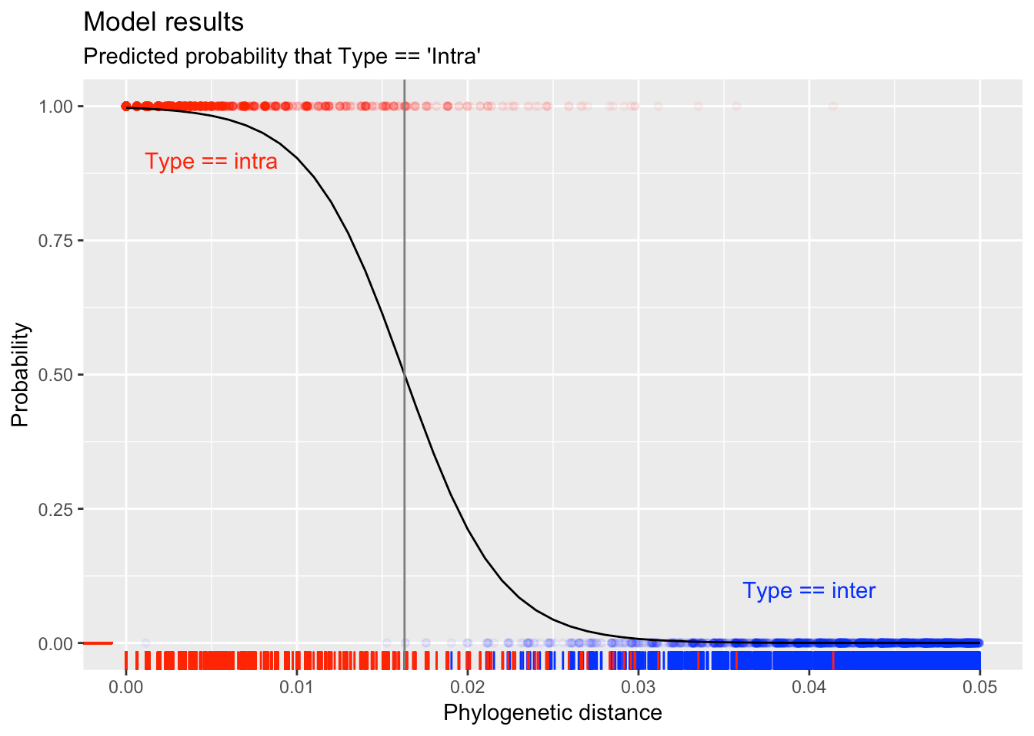 Model results
Predicted probability that Type == 'Intra'
1.00
Type == intra
0.75
Probability
0.50
0.25
Type == inter
0.00
0.00 0.01 0.02 0.03 0.04 0.05
Phylogenetic distance